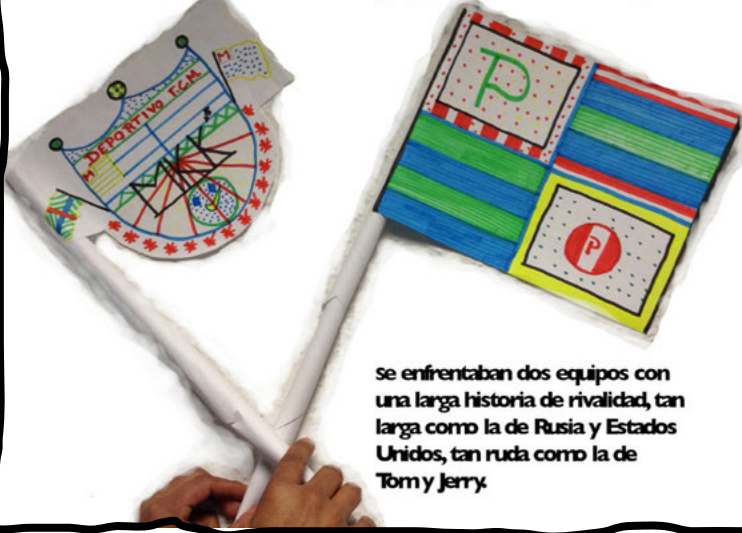 M
DEPORTIVO F.C.M.
M
MKK
P
P
Se enfrentaban dos equipos con
una larga historia de rivalidad, tan
larga como la de Rusia y Estados
Unidos, tan ruda como la de
Tom y Jerry.